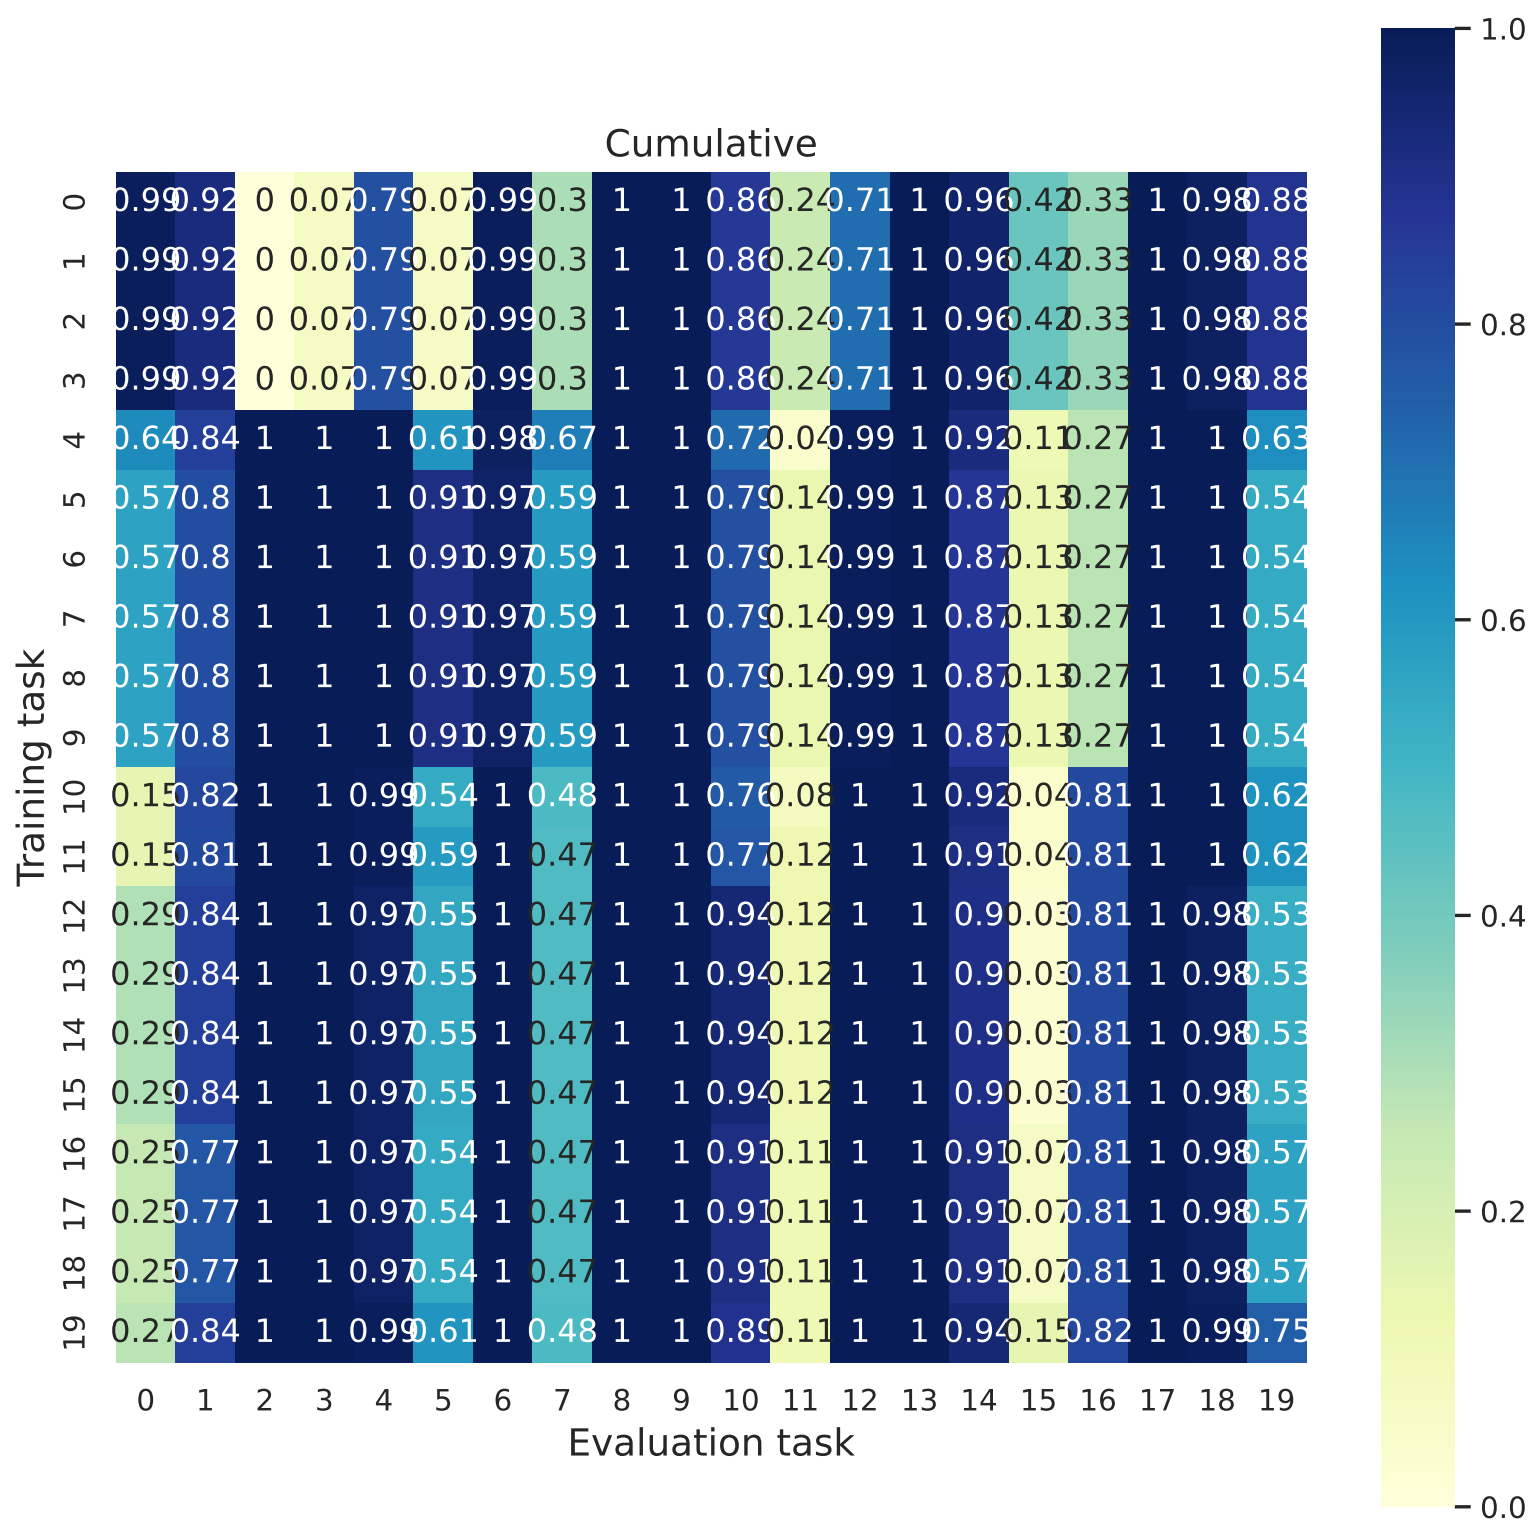 Cumulative
0 0.99 0.92 0 0.07 0.79 0.07 0.99 0.3 1 1 0.86 0.24 0.71 1 0.96 0.42 0.33 1 0.98 0.88
1 0.99 0.92 0 0.07 0.79 0.07 0.99 0.3 1 1 0.86 0.24 0.71 1 0.96 0.42 0.33 1 0.98 0.88
2 0.99 0.92 0 0.07 0.79 0.07 0.99 0.3 1 1 0.86 0.24 0.71 1 0.96 0.42 0.33 1 0.98 0.88
3 0.99 0.92 0 0.07 0.79 0.07 0.99 0.3 1 1 0.86 0.24 0.71 1 0.96 0.42 0.33 1 0.98 0.88
4 0.64 0.84 1 1 1 0.61 0.98 0.67 1 1 0.72 0.04 0.99 1 0.92 0.11 0.27 1 1 0.63
5 0.57 0.8 1 1 1 0.91 0.97 0.59 1 1 0.79 0.14 0.99 1 0.87 0.13 0.27 1 1 0.54
6 0.57 0.8 1 1 1 0.91 0.97 0.59 1 1 0.79 0.14 0.99 1 0.87 0.13 0.27 1 1 0.54
7 0.57 0.8 1 1 1 0.91 0.97 0.59 1 1 0.79 0.14 0.99 1 0.87 0.13 0.27 1 1 0.54
8 0.57 0.8 1 1 1 0.91 0.97 0.59 1 1 0.79 0.14 0.99 1 0.87 0.13 0.27 1 1 0.54
9 0.57 0.8 1 1 1 0.91 0.97 0.59 1 1 0.79 0.14 0.99 1 0.87 0.13 0.27 1 1 0.54
10 0.15 0.82 1 1 0.99 0.54 1 0.48 1 1 0.76 0.08 1 1 0.92 0.04 0.81 1 1 0.62
11 0.15 0.81 1 1 0.99 0.59 1 0.47 1 1 0.77 0.12 1 1 0.91 0.04 0.81 1 1 0.62
12 0.29 0.84 1 1 0.97 0.55 1 0.47 1 1 0.94 0.12 1 1 0.9 0.03 0.81 1 0.98 0.53
13 0.29 0.84 1 1 0.97 0.55 1 0.47 1 1 0.94 0.12 1 1 0.9 0.03 0.81 1 0.98 0.53
14 0.29 0.84 1 1 0.97 0.55 1 0.47 1 1 0.94 0.12 1 1 0.9 0.03 0.81 1 0.98 0.53
15 0.29 0.84 1 1 0.97 0.55 1 0.47 1 1 0.94 0.12 1 1 0.9 0.03 0.81 1 0.98 0.53
16 0.25 0.77 1 1 0.97 0.54 1 0.47 1 1 0.91 0.11 1 1 0.91 0.07 0.81 1 0.98 0.57
17 0.25 0.77 1 1 0.97 0.54 1 0.47 1 1 0.91 0.11 1 1 0.91 0.07 0.81 1 0.98 0.57
18 0.25 0.77 1 1 0.97 0.54 1 0.47 1 1 0.91 0.11 1 1 0.91 0.07 0.81 1 0.98 0.57
19 0.27 0.84 1 1 0.99 0.61 1 0.48 1 1 0.89 0.11 1 1 0.94 0.15 0.82 1 0.99 0.75
0 1 2 3 4 5 6 7 8 9 10 11 12 13 14 15 16 17 18 19
Evaluation task
Training task
1.0
0.8
0.6
0.4
0.2
0.0